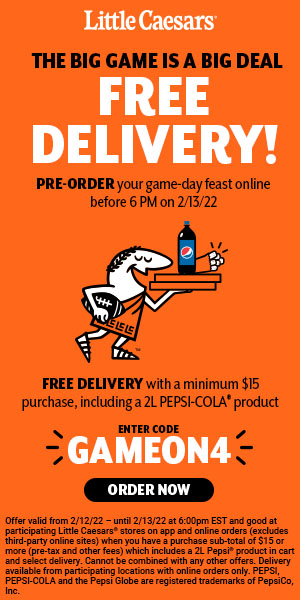 Little Caesars®
THE BIG GAME IS A BIG DEAL
FREE
DELIVERY!
PRE-ORDER your game-day feast online
before 6 PM on 2/13/22
pepsi
LELE
TM
FREE DELIVERY with a minimum $15
purchase, including a 2L PEPSI-COLA® product
ENTER CODE
GAMEON4
ORDER NOW
Offer valid from 2/12/22 – until 2/13/22 at 6:00pm EST and good at
participating Little Caesars® stores on app and online orders (excludes
third-party online sites) when you have a purchase sub-total of $15 or
more (pre-tax and other fees) which includes a 2L Pepsi® product in cart
and select delivery. Cannot be combined with any other offers. Delivery
available from participating locations with online orders only. PEPSI,
PEPSI-COLA and the Pepsi Globe are registered trademarks of PepsiCo,
Inc.